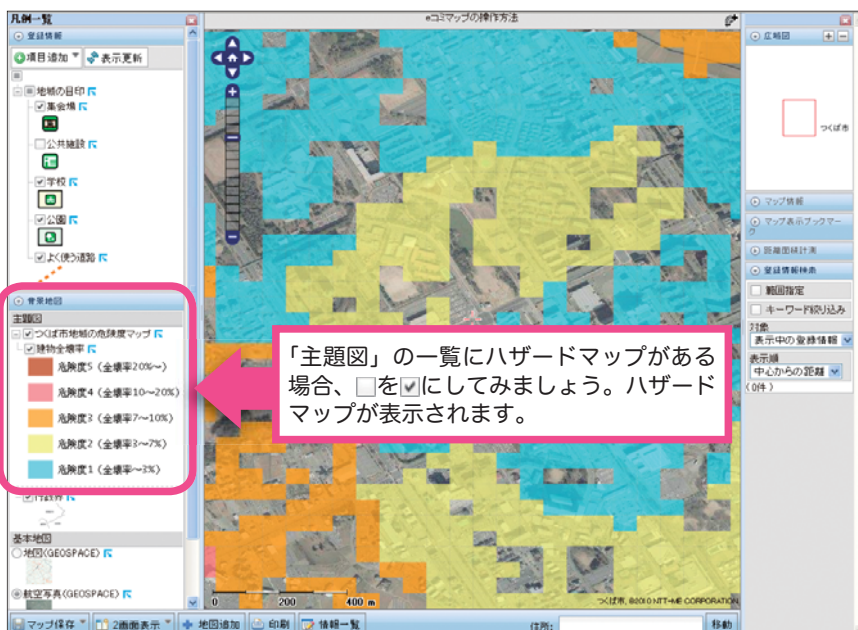 凡例一覧
eコミマップの操作方法
登録情報
項目追加
表示更新
地域の目印
集会場
公共施設
学校
公園
よく使う道路
背景地図
主題図
つくば市地域の危険度マップ
建物全壊率
危険度5（全壊率20%～）
危険度4（全壊率10～20%）
危険度3（全壊率7～10%）
危険度2（全壊率3～7%）
危険度1（全壊率～3%）
行政界
基本地図
地図(GEOSPACE)
航空写真(GEOSPACE)
「主題図」の一覧にハザードマップがある
場合、□を☑にしてみましょう。ハザード
マップが表示されます。
0 200 400 m
つくば市, ©2010 NTT-ME CORPORATION
広域図
つくば市
マップ情報
マップ表示ブックマー
ク
距離面積計測
登録情報検索
範囲指定
キーワード絞り込み
対象
表示中の登録情報
表示順
中心からの距離
(0件)
マップ保存
2画面表示
地図追加
印刷
情報一覧
住所:
移動